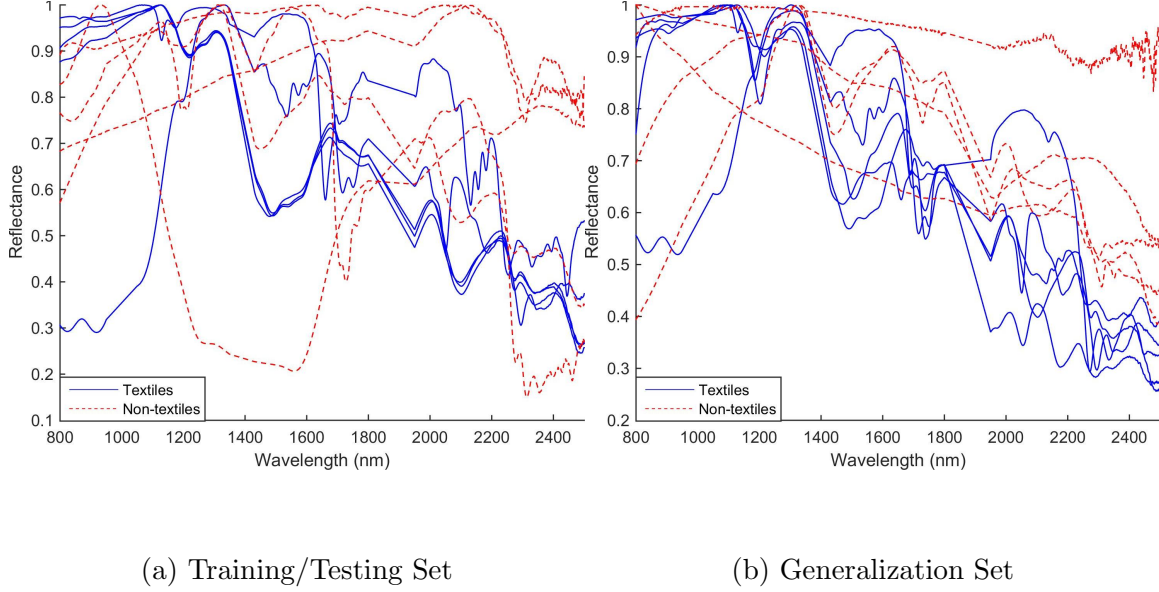 1
0.9
0.8
0.7
0.6
0.5
0.4
0.3
0.2
0.1
Reflectance
Textiles
Non-textiles
800 1000 1200 1400 1600 1800 2000 2200 2400
Wavelength (nm)
(a) Training/Testing Set
1
0.9
0.8
0.7
0.6
0.5
0.4
0.3
0.2
Reflectance
Textiles
Non-textiles
800 1000 1200 1400 1600 1800 2000 2200 2400
Wavelength (nm)
(b) Generalization Set